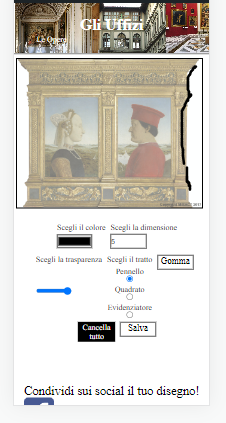 Gli Uffizi
Le Opere
Scegli il colore Scegli la dimensione
5
Scegli la trasparenza Scegli il tratto Gomma
Pennello
Quadrato
Evidenziatore
Cancella tutto Salva
Condividi sui social il tuo disegno!